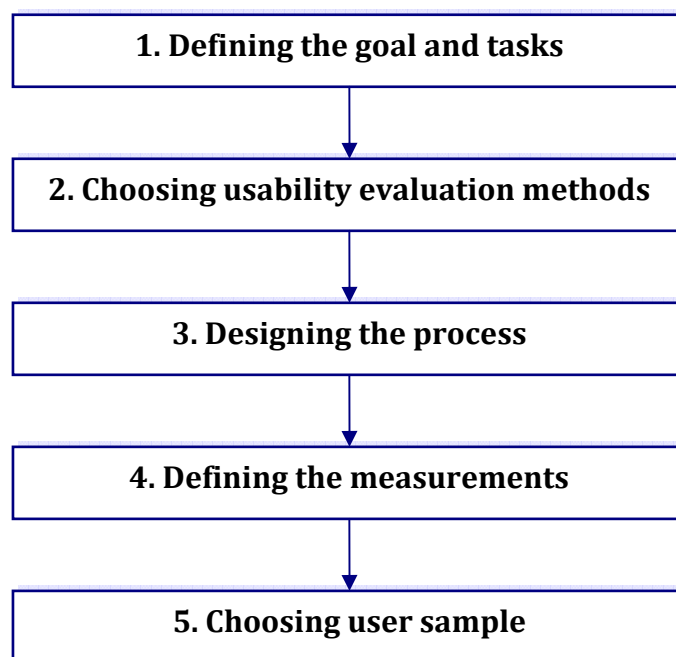 1. Defining the goal and tasks
2. Choosing usability evaluation methods
3. Designing the process
4. Defining the measurements
5. Choosing user sample